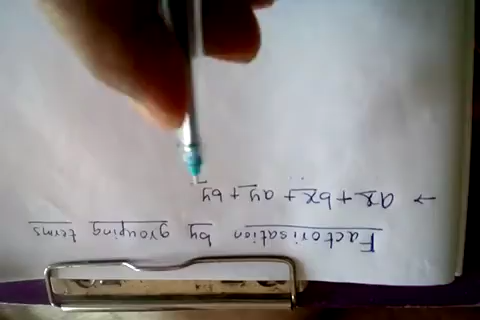 Factorisation by grouping terms
→ ax + bx + ay + by